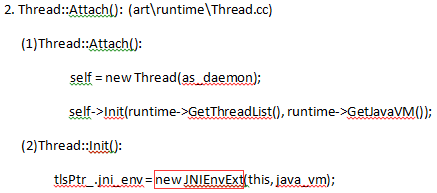 2. Thread::Attach(): (art\runtime\Thread.cc)
(1)Thread::Attach():
self = new Thread(as_daemon);
self->Init(runtime->GetThreadList(), runtime->GetJavaVM());
(2)Thread::Init():
tlsPtr_.jni_env = new JNIEnvExt(this, java_vm);